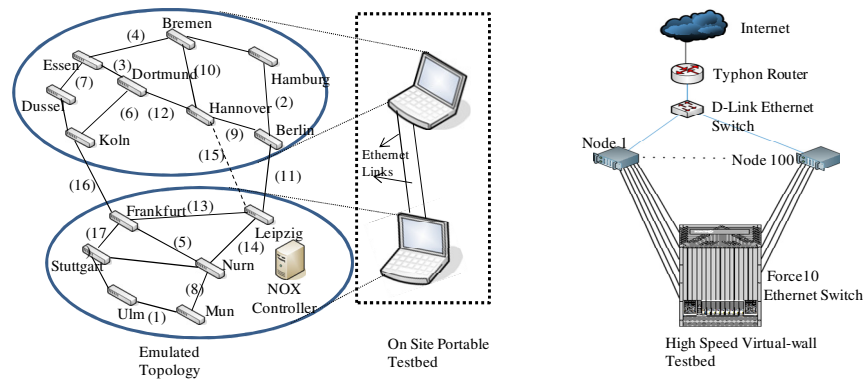 Bremen
(4)
Essen
(3)
(7)
Dortmund
(10)
Hamburg
Dussel
(6)
(12)
Hannover
(2)
(9)
Berlin
Koln
(15)
(16)
(11)
Frankfurt
(13)
Leipzig
(17
(5)
(14)
Stuttgart
Nurn
(8)
NOX
Controller
Ulm
(1)
Mun
Emulated
Topology
Ethernet
Links
On Site Portable
Testbed
Internet
Typhon Router
D-Link Ethernet
Switch
Node 1
Node 100
Force10
Ethernet Switch
High Speed Virtual-wall
Testbed